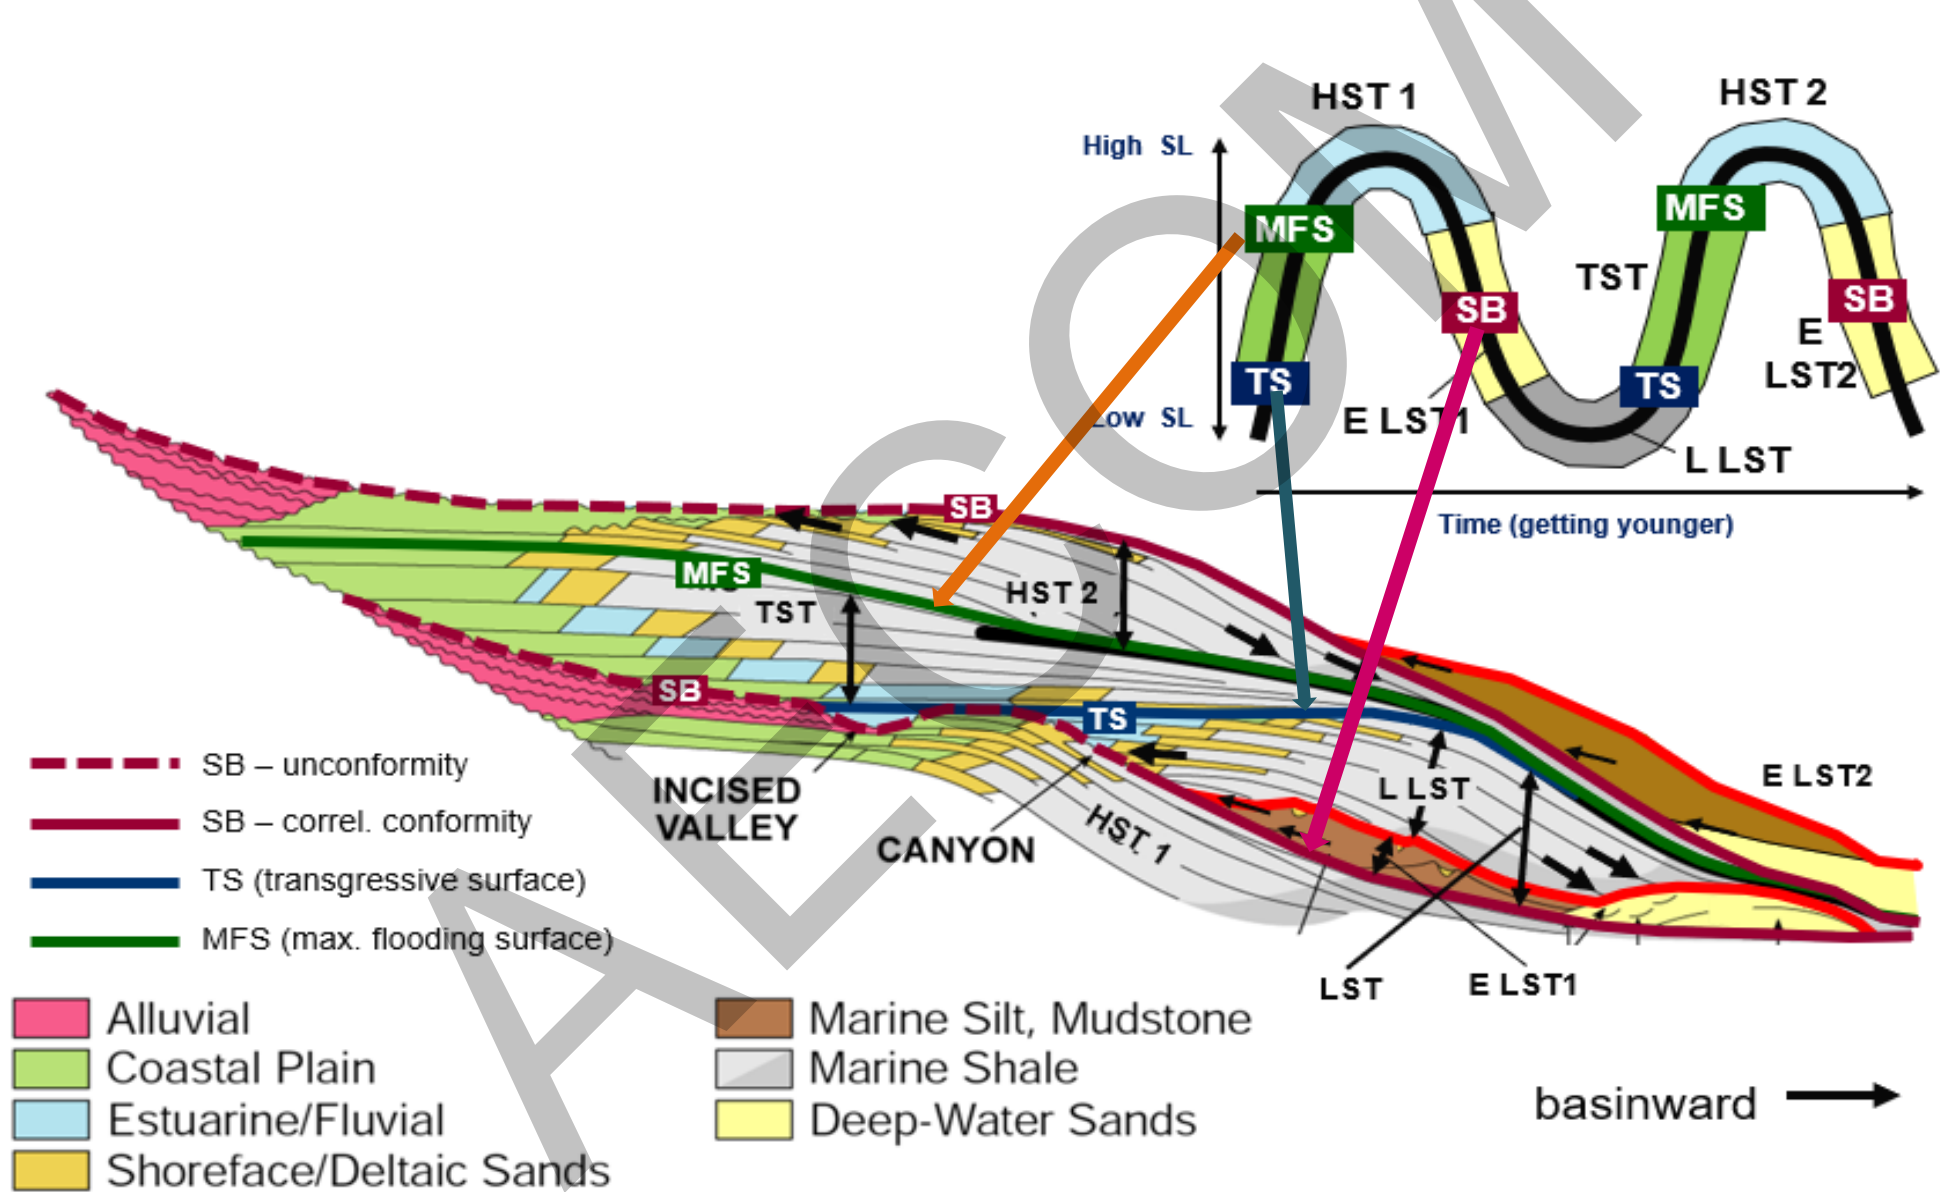 HST 1
HST 2
High SL
MFS
MFS
TST
SB
SB
E
LST2
TS
TS
Low SL
E LST1
L LST
Time (getting younger)
SB
MFS
HST 2
TST
SB
TS
INCISED
VALLEY
CANYON
HST 1
L LST
E LST2
LST
E LST1
SB – unconformity
SB – correl. conformity
TS (transgressive surface)
MFS (max. flooding surface)
Alluvial
Coastal Plain
Estuarine/Fluvial
Shoreface/Deltaic Sands
Marine Silt, Mudstone
Marine Shale
Deep-Water Sands
basinward
AECOM